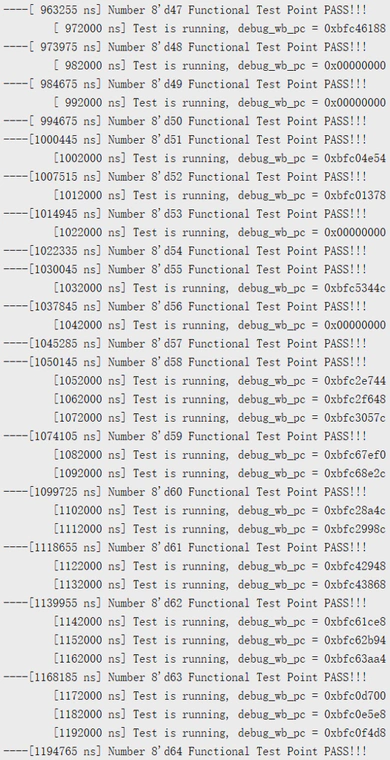 ----[ 963255 ns] Number 8'd47 Functional Test Point PASS!!!
[ 972000 ns] Test is running, debug_wb_pc = 0xbfc46188
----[ 973975 ns] Number 8'd48 Functional Test Point PASS!!!
[ 982000 ns] Test is running, debug_wb_pc = 0x00000000
----[ 984675 ns] Number 8'd49 Functional Test Point PASS!!!
[ 992000 ns] Test is running, debug_wb_pc = 0x00000000
----[ 994675 ns] Number 8'd50 Functional Test Point PASS!!!
----[1000445 ns] Number 8'd51 Functional Test Point PASS!!!
[1002000 ns] Test is running, debug_wb_pc = 0xbfc04e54
----[1007515 ns] Number 8'd52 Functional Test Point PASS!!!
[1012000 ns] Test is running, debug_wb_pc = 0xbfc01378
----[1014945 ns] Number 8'd53 Functional Test Point PASS!!!
[1022000 ns] Test is running, debug_wb_pc = 0x00000000
----[1022335 ns] Number 8'd54 Functional Test Point PASS!!!
----[1030045 ns] Number 8'd55 Functional Test Point PASS!!!
[1032000 ns] Test is running, debug_wb_pc = 0xbfc5344c
----[1037845 ns] Number 8'd56 Functional Test Point PASS!!!
[1042000 ns] Test is running, debug_wb_pc = 0x00000000
----[1045285 ns] Number 8'd57 Functional Test Point PASS!!!
----[1050145 ns] Number 8'd58 Functional Test Point PASS!!!
[1052000 ns] Test is running, debug_wb_pc = 0xbfc2e744
[1062000 ns] Test is running, debug_wb_pc = 0xbfc2f648
[1072000 ns] Test is running, debug_wb_pc = 0xbfc3057c
----[1074105 ns] Number 8'd59 Functional Test Point PASS!!!
[1082000 ns] Test is running, debug_wb_pc = 0xbfc67ef0
[1092000 ns] Test is running, debug_wb_pc = 0xbfc68e2c
----[1099725 ns] Number 8'd60 Functional Test Point PASS!!!
[1102000 ns] Test is running, debug_wb_pc = 0xbfc28a4c
[1112000 ns] Test is running, debug_wb_pc = 0xbfc2998c
----[1118655 ns] Number 8'd61 Functional Test Point PASS!!!
[1122000 ns] Test is running, debug_wb_pc = 0xbfc42948
[1132000 ns] Test is running, debug_wb_pc = 0xbfc43868
----[1139955 ns] Number 8'd62 Functional Test Point PASS!!!
[1142000 ns] Test is running, debug_wb_pc = 0xbfc61ce8
[1152000 ns] Test is running, debug_wb_pc = 0xbfc62b94
[1162000 ns] Test is running, debug_wb_pc = 0xbfc63aa4
----[1168185 ns] Number 8'd63 Functional Test Point PASS!!!
[1172000 ns] Test is running, debug_wb_pc = 0xbfc0d700
[1182000 ns] Test is running, debug_wb_pc = 0xbfc0e5e8
[1192000 ns] Test is running, debug_wb_pc = 0xbfc0f4d8
----[1194765 ns] Number 8'd64 Functional Test Point PASS!!!